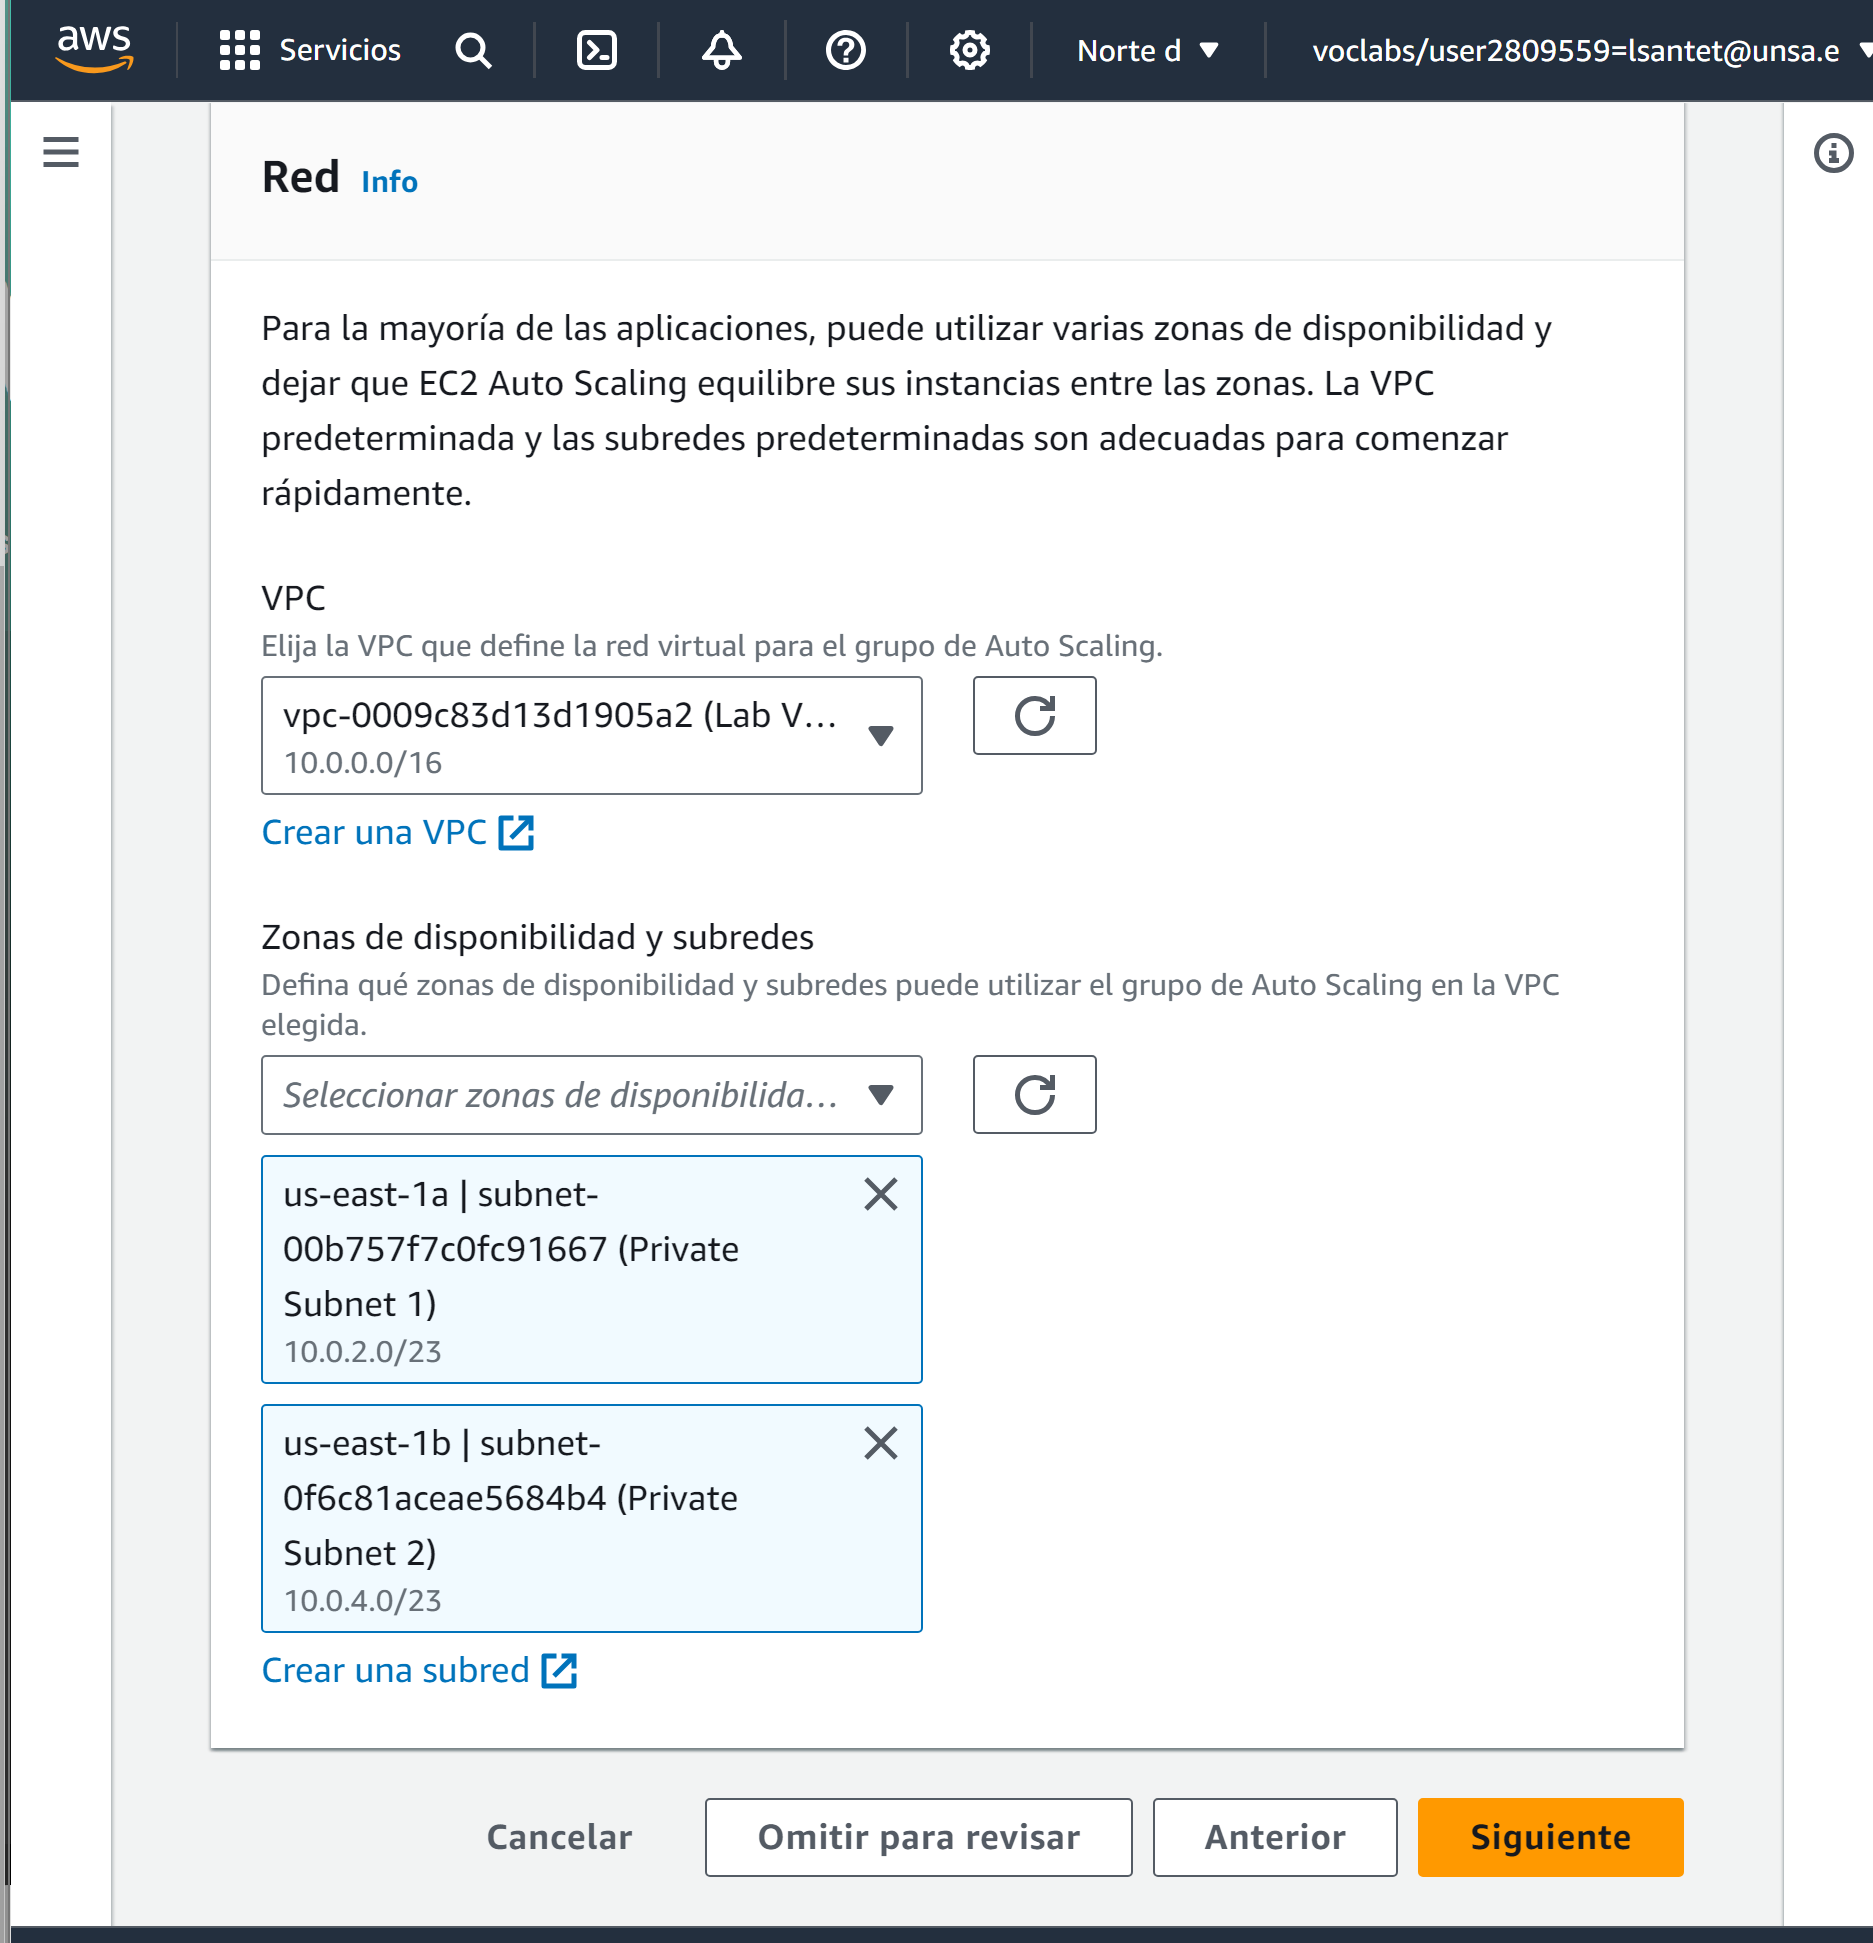 aws
Servicios
Norte d
voclabs/user2809559=lsantet@unsa.e
Red Info
Para la mayoría de las aplicaciones, puede utilizar varias zonas de disponibilidad y
dejar que EC2 Auto Scaling equilibre sus instancias entre las zonas. La VPC
predeterminada y las subredes predeterminadas son adecuadas para comenzar
rápidamente.
VPC
Elija la VPC que define la red virtual para el grupo de Auto Scaling.
vpc-0009c83d13d1905a2 (Lab V...
10.0.0.0/16
Crear una VPC
Zonas de disponibilidad y subredes
Defina qué zonas de disponibilidad y subredes puede utilizar el grupo de Auto Scaling en la VPC
elegida.
Seleccionar zonas de disponibilida...
us-east-1a | subnet-
00b757f7c0fc91667 (Private
Subnet 1)
10.0.2.0/23
us-east-1b | subnet-
0f6c81aceae5684b4 (Private
Subnet 2)
10.0.4.0/23
Crear una subred
Cancelar
Omitir para revisar
Anterior
Siguiente